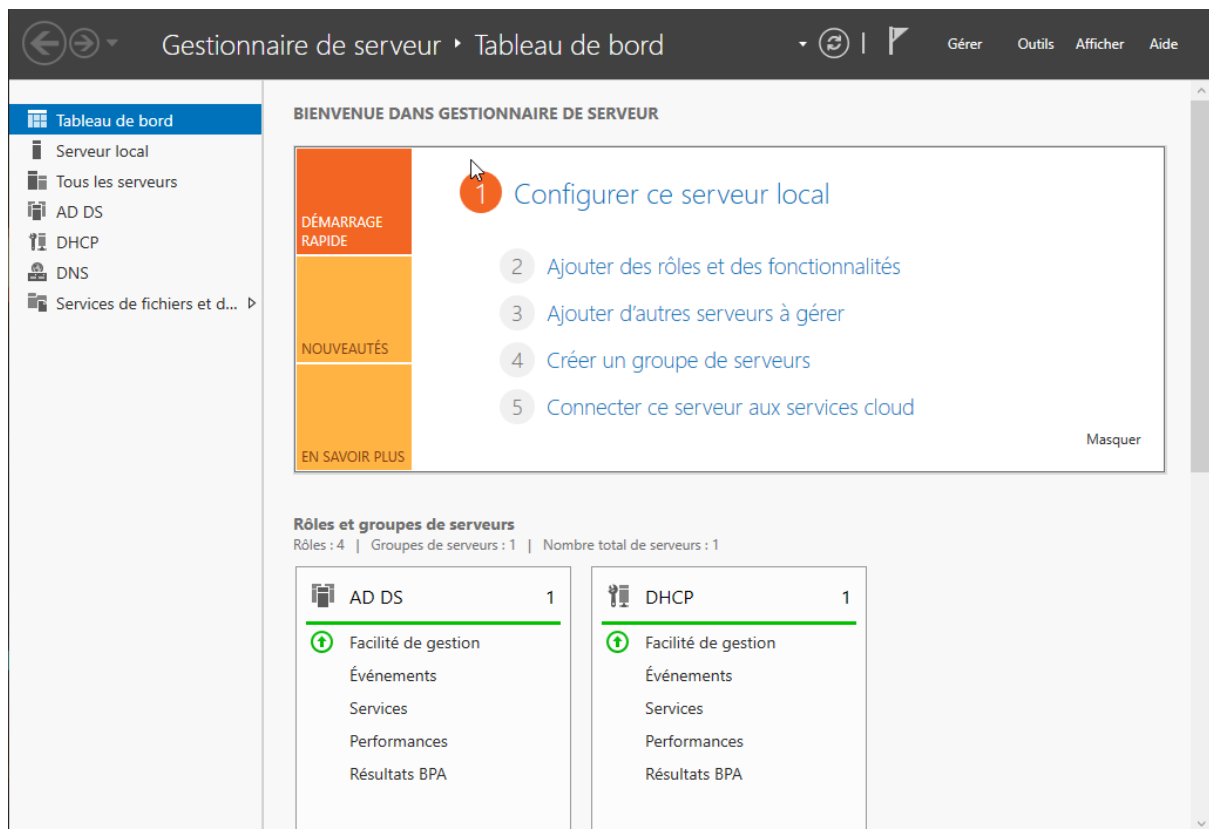 Gestionnaire de serveur ‣ Tableau de bord
Gérer Outils Afficher Aide
Tableau de bord
Serveur local
Tous les serveurs
AD DS
DHCP
DNS
Services de fichiers et d...
BIENVENUE DANS GESTIONNAIRE DE SERVEUR
DÉMARRAGE
RAPIDE
NOUVEAUTÉS
EN SAVOIR PLUS
1 Configurer ce serveur local
2 Ajouter des rôles et des fonctionnalités
3 Ajouter d’autres serveurs à gérer
4 Créer un groupe de serveurs
5 Connecter ce serveur aux services cloud
Masquer
Rôles et groupes de serveurs
Rôles : 4 | Groupes de serveurs : 1 | Nombre total de serveurs : 1
AD DS 1
Facilité de gestion
Événements
Services
Performances
Résultats BPA
DHCP 1
Facilité de gestion
Événements
Services
Performances
Résultats BPA